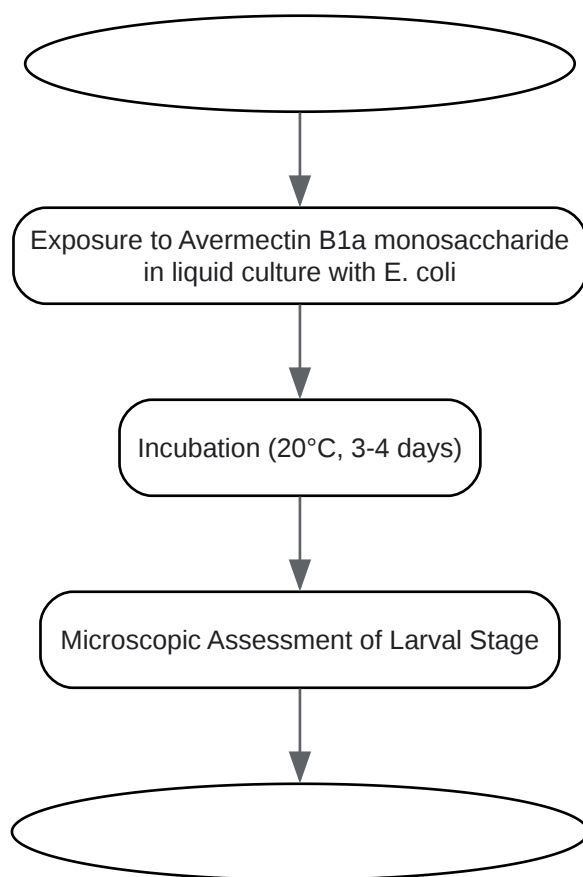 Exposure to Avermectin B1a monosaccharide
in liquid culture with E. coli
Incubation (20°C, 3-4 days)
Microscopic Assessment of Larval Stage